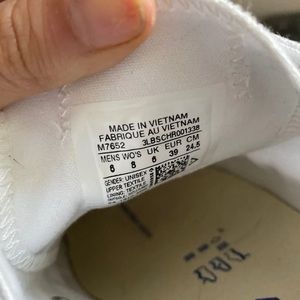 MADE IN VIETNAM
FABRIQUE AU VIETNAM
M7652 3LBSCHR001338
MENS WO'S UK EUR CM
6 8 6 39 24.5
GENDER: UNISEX
UPPER: TEXTILE
LINING: TEXTILE